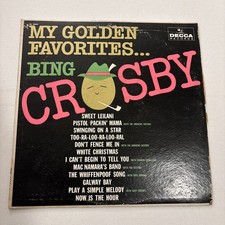 MY GOLDEN
FAVORITES...
DECCA
RECORDS
BING
CROSBY
SWEET LEILANI
PISTOL PACKIN' MAMA
SWINGING ON A STAR
TOO-RA-LOO-RA-LOO-RAL
DON'T FENCE ME IN
WHITE CHRISTMAS
I CAN'T BEGIN TO TELL YOU
MAC NAMARA'S BAND
THE WHIFFENPOOF SONG
GALWAY BAY
PLAY A SIMPLE MELODY
NOW IS THE HOUR